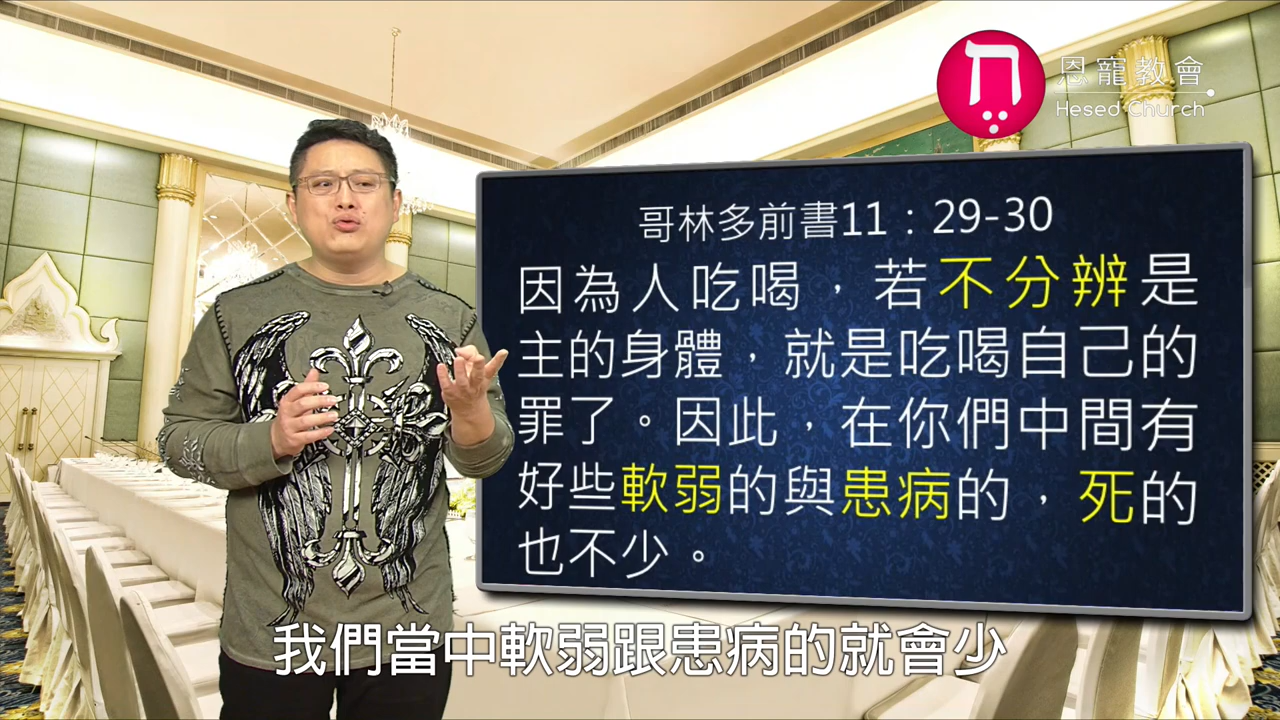 恩寵教會
Hesed Church
哥林多前書11：29-30
因為人吃喝，若不分辨是
主的身體，就是吃喝自己的
罪了。因此，在你們中間有
好些軟弱的與患病的，死的
也不少。
我們當中軟弱跟患病的就會少